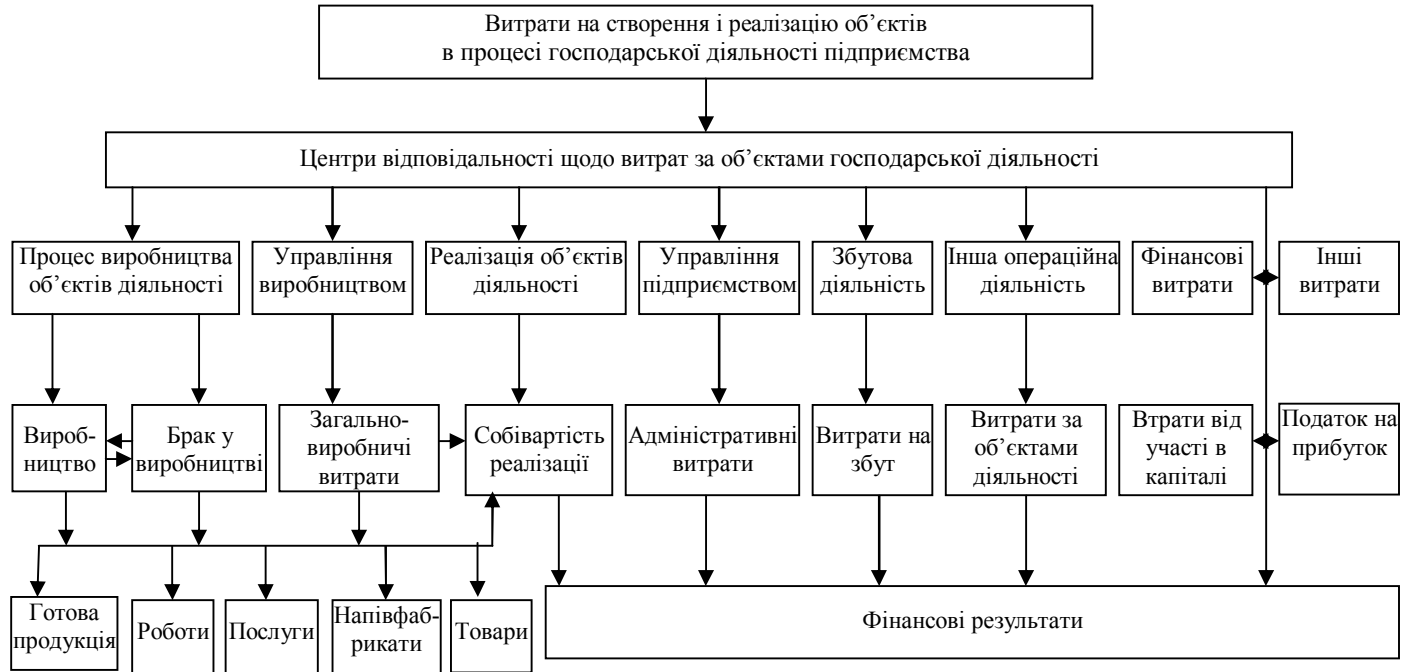 Витрати на створення і реалізацію об’єктів
в процесі господарської діяльності підприємства
Центри відповідальності щодо витрат за об’єктами господарської діяльності
Процес виробництва
об’єктів діяльності
Управління
виробництвом
Реалізація об’єктів
діяльності
Управління
підприємством
Збутова
діяльність
Інша операційна
діяльність
Фінансові
витрати
Інші
витрати
Вироб-
ництво
Брак у
виробництві
Загально-
виробничі
витрати
Собівартість
реалізації
Адміністративні
витрати
Витрати на
збут
Витрати за
об’єктами
діяльності
Втрати від
участі в
капіталі
Податок на
прибуток
Готова
продукція
Роботи
Послуги
Напівфаб-
рикати
Товари
Фінансові результати